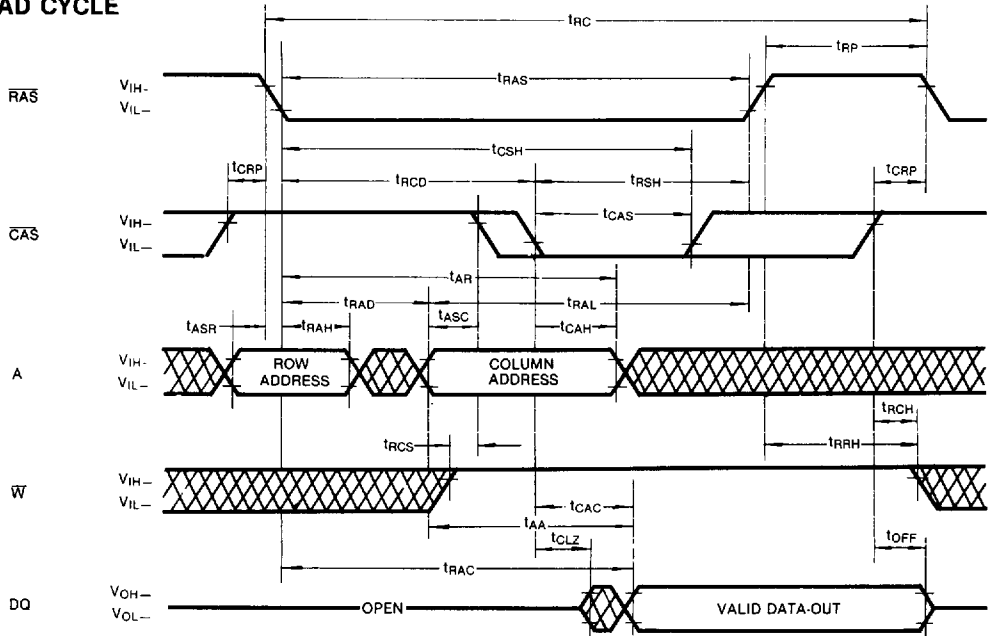 AD CYCLE
tRC
tRP
tRAS
RAS
VIH-
VIL-
tCSH
tCRP
tRCD
tRSH
tCRP
tCAS
CAS
VIH-
VIL-
tAR
tRAD
tRAL
tASR
tRAH
tASC
tCAH
A
VIH-
VIL-
ROW ADDRESS
COLUMN ADDRESS
tRCH
tRCS
tRRH
W
VIH-
VIL-
tCAC
tAA
tCLZ
tOFF
tRAC
DQ
VOH-
VOL-
OPEN
VALID DATA-OUT